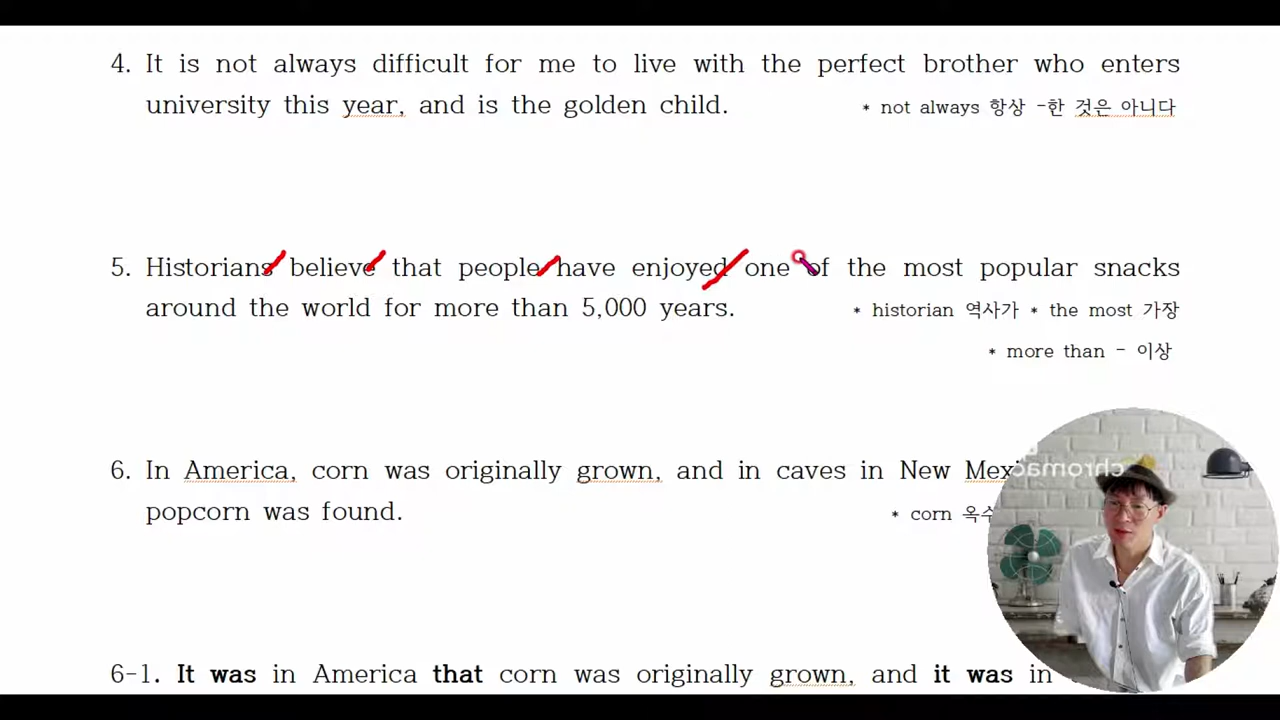 4. It is not always difficult for me to live with the perfect brother who enters
university this year, and is the golden child. * not always 항상 -한 것은 아니다
5. Historians believe that people have enjoyed one of the most popular snacks
around the world for more than 5,000 years. * historian 역사가 * the most 가장
* more than - 이상
6. In America, corn was originally grown, and in caves in New
popcorn was found. * corn
6-1. It was in America that corn was originally grown, and it was in